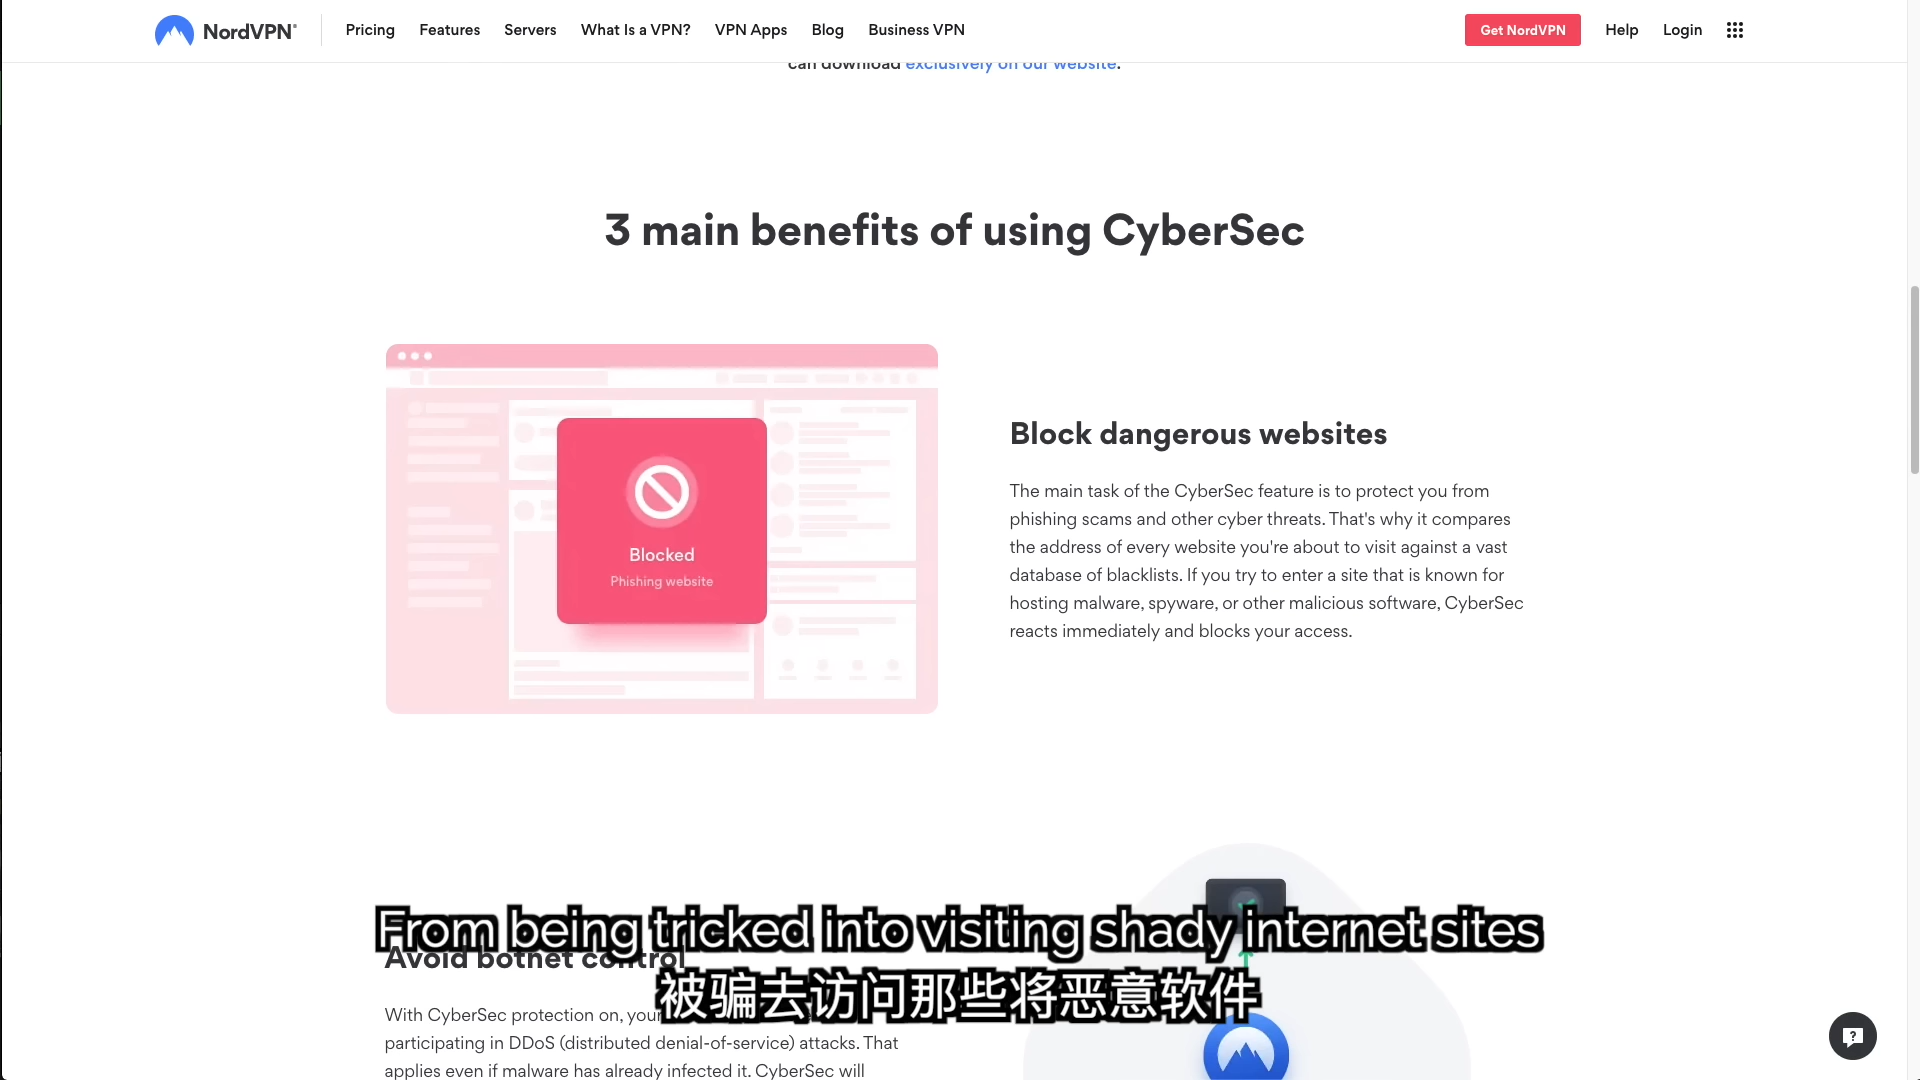 NordVPN®
Pricing
Features
Servers
What Is a VPN?
VPN Apps
Blog
Business VPN
Get NordVPN
Help
Login
can download exclusively on our website.
3 main benefits of using CyberSec
Blocked
Phishing website
Block dangerous websites
The main task of the CyberSec feature is to protect you from
phishing scams and other cyber threats. That's why it compares
the address of every website you're about to visit against a vast
database of blacklists. If you try to enter a site that is known for
hosting malware, spyware, or other malicious software, CyberSec
reacts immediately and blocks your access.
From being tricked into visiting shady internet sites
被骗去访问那些将恶意软件
Avoid botnet control
With CyberSec protection on, your
participating in DDoS (distributed denial-of-service) attacks. That
applies even if malware has already infected it. CyberSec will